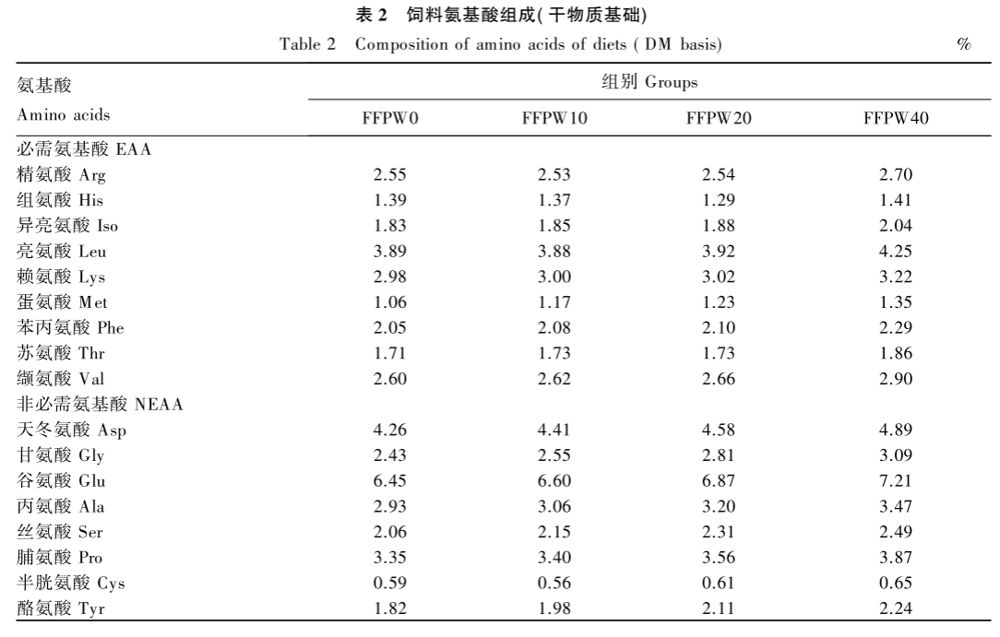 表 2 饲料氨基酸组成( 干物质基础)
Table 2 Composition of amino acids of diets ( DM basis) %
氨基酸 组别 Groups
Amino acids FFPW0 FFPW10 FFPW20 FFPW40
必需氨基酸 EAA
精氨酸 Arg 2.55 2.53 2.54 2.70
组氨酸 His 1.39 1.37 1.29 1.41
异亮氨酸 Iso 1.83 1.85 1.88 2.04
亮氨酸 Leu 3.89 3.88 3.92 4.25
赖氨酸 Lys 2.98 3.00 3.02 3.22
蛋氨酸 Met 1.06 1.17 1.23 1.35
苯丙氨酸 Phe 2.05 2.08 2.10 2.29
苏氨酸 Thr 1.71 1.73 1.73 1.86
缬氨酸 Val 2.60 2.62 2.66 2.90
非必需氨基酸 NEAA
天冬氨酸 Asp 4.26 4.41 4.58 4.89
甘氨酸 Gly 2.43 2.55 2.81 3.09
谷氨酸 Glu 6.45 6.60 6.87 7.21
丙氨酸 Ala 2.93 3.06 3.20 3.47
丝氨酸 Ser 2.06 2.15 2.31 2.49
脯氨酸 Pro 3.35 3.40 3.56 3.87
半胱氨酸 Cys 0.59 0.56 0.61 0.65
酪氨酸 Tyr 1.82 1.98 2.11 2.24